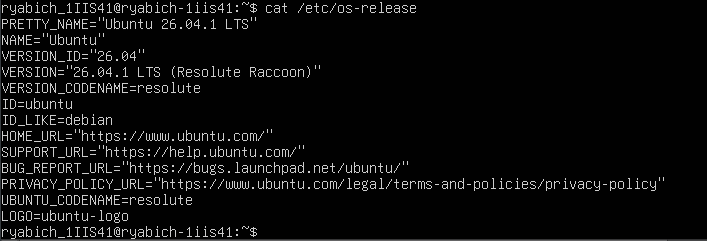 ryabich_1IIS41@ryabich-1iis41:~$ cat /etc/os-release
PRETTY_NAME="Ubuntu 26.04.1 LTS"
NAME="Ubuntu"
VERSION_ID="26.04"
VERSION="26.04.1 LTS (Resolute Raccoon)"
VERSION_CODENAME=resolute
ID=ubuntu
ID_LIKE=debian
HOME_URL="https://www.ubuntu.com/"
SUPPORT_URL="https://help.ubuntu.com/"
BUG_REPORT_URL="https://bugs.launchpad.net/ubuntu/"
PRIVACY_POLICY_URL="https://www.ubuntu.com/legal/terms-and-policies/privacy-policy"
UBUNTU_CODENAME=resolute
LOGO=ubuntu-logo
ryabich_1IIS41@ryabich-1iis41:~$